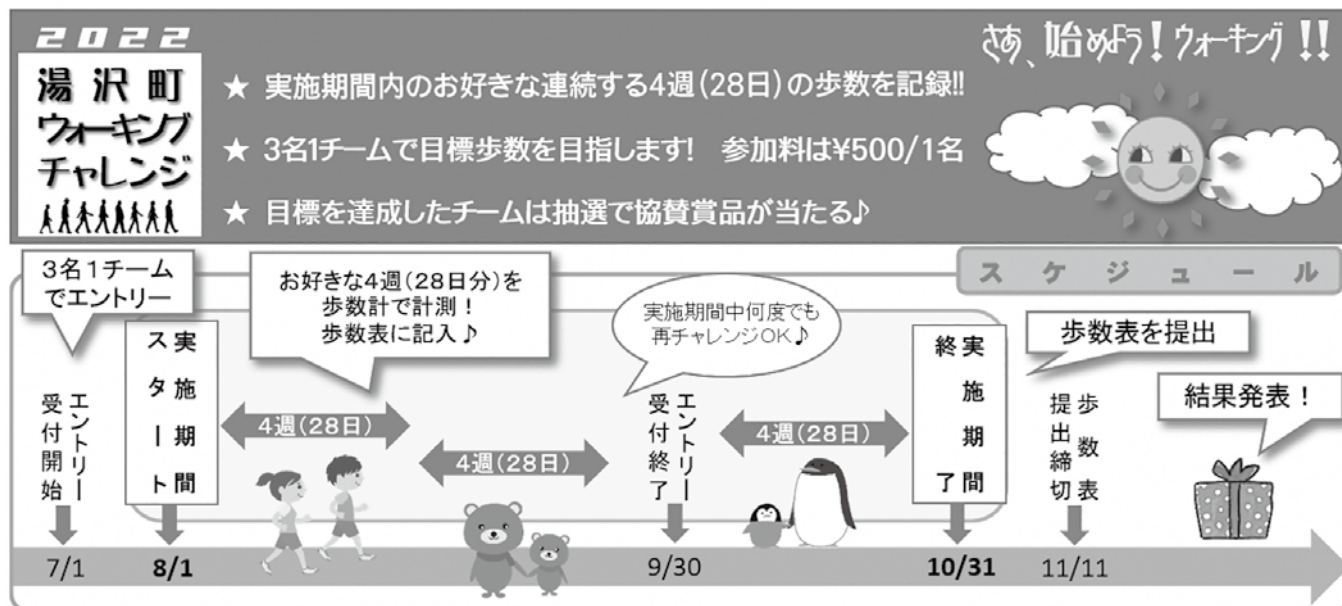 2022
湯沢町
ウォーキング
チャレンジ
さあ、始めよう!ウォーキング!!
★ 実施期間内のお好きな連続する4週(28日)の歩数を記録!!
★ 3名1チームで目標歩数を目指します! 参加料は¥500/1名
★ 目標を達成したチームは抽選で協賛賞品が当たる♪
スケジュール
3名1チーム
でエントリー
お好きな4週(28日分)を
歩数計で計測!
歩数表に記入♪
実施期間中何度でも
再チャレンジOK♪
歩数表を提出
結果発表!
エントリー
受付開始
実施期間
スタート
4週(28日)
4週(28日)
エントリー
受付終了
4週(28日)
実施期間
終了
歩数表
提出締切
7/1
8/1
9/30
10/31
11/11